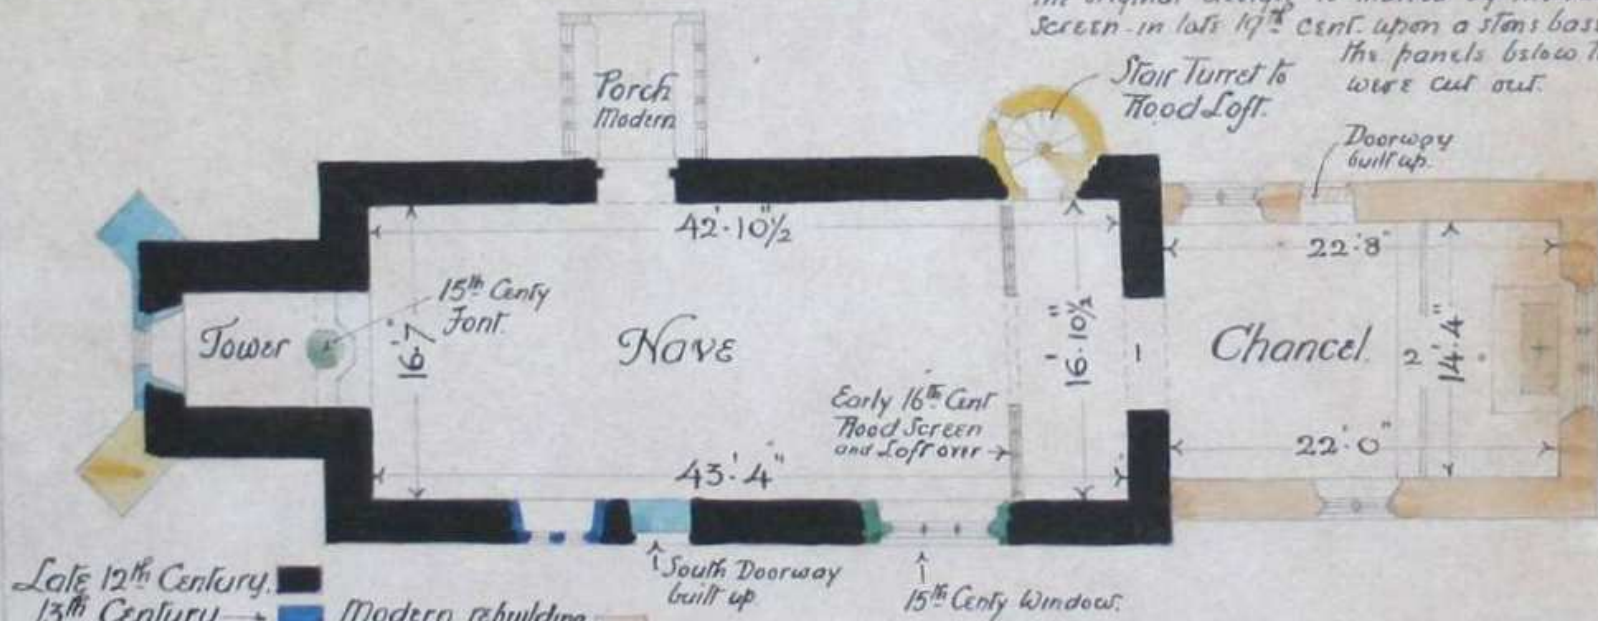 screen in late 19th cent. upon a stone
the panels below
were cut out.
Stair Turret to
Rood Loft.
Doorway
built up.
Porch
Modern
42'.10½"
22'.8"
15th Centy
Font.
Tower
16'.7"
Nave
16'.10½"
1
Chancel.
2
14'.4"
Early 16th Cent
Rood Screen
and Loft over
43'.4"
22'.0"
South Doorway
built up
15th Centy Window.
Late 12th Century.
13th Century
Modern rebuilding